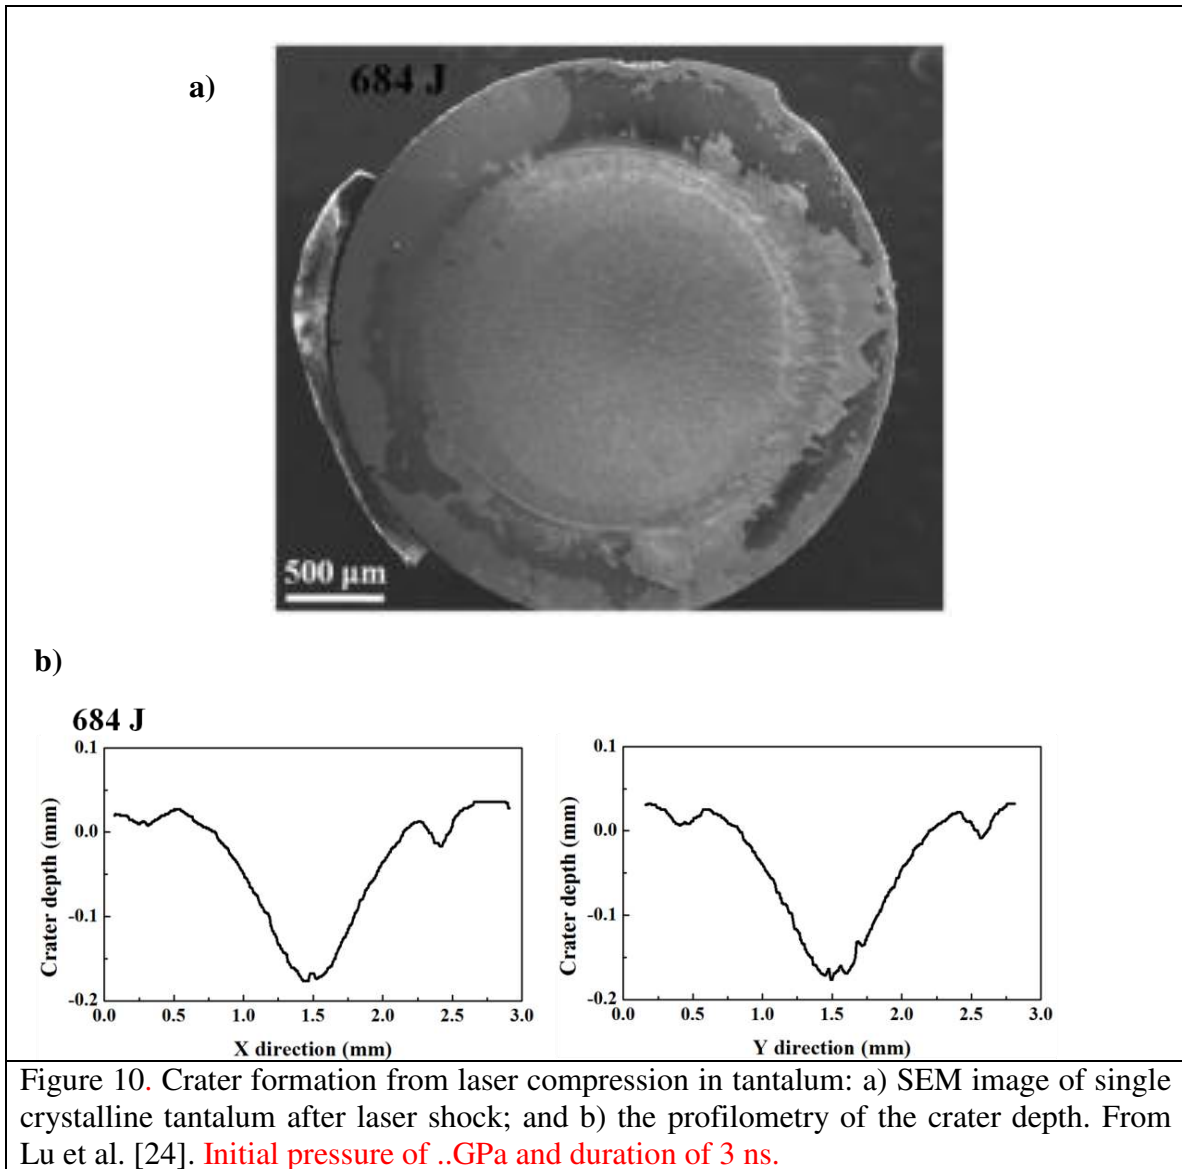 a)
684 J
500 μm
b)
684 J
0.1
0.0
-0.1
-0.2
Crater depth (mm)
0.0 0.5 1.0 1.5 2.0 2.5 3.0
X direction (mm)
0.1
0.0
-0.1
-0.2
Crater depth (mm)
0.0 0.5 1.0 1.5 2.0 2.5 3.0
Y direction (mm)
Figure 10. Crater formation from laser compression in tantalum: a) SEM image of single
crystalline tantalum after laser shock; and b) the profilometry of the crater depth. From
Lu et al. [24]. Initial pressure of ..GPa and duration of 3 ns.